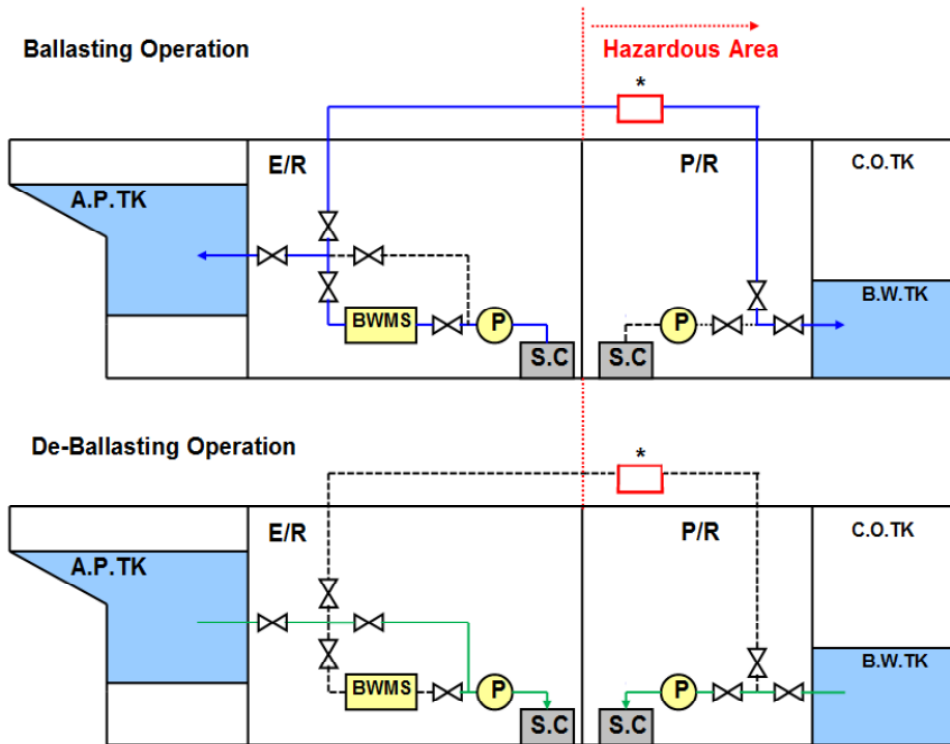 Ballasting Operation
Hazardous Area
*
E/R
P/R
C.O.TK
A.P.TK
B.W.TK
BWMS
P
P
S.C
S.C
De-Ballasting Operation
*
E/R
P/R
C.O.TK
A.P.TK
B.W.TK
BWMS
P
P
S.C
S.C